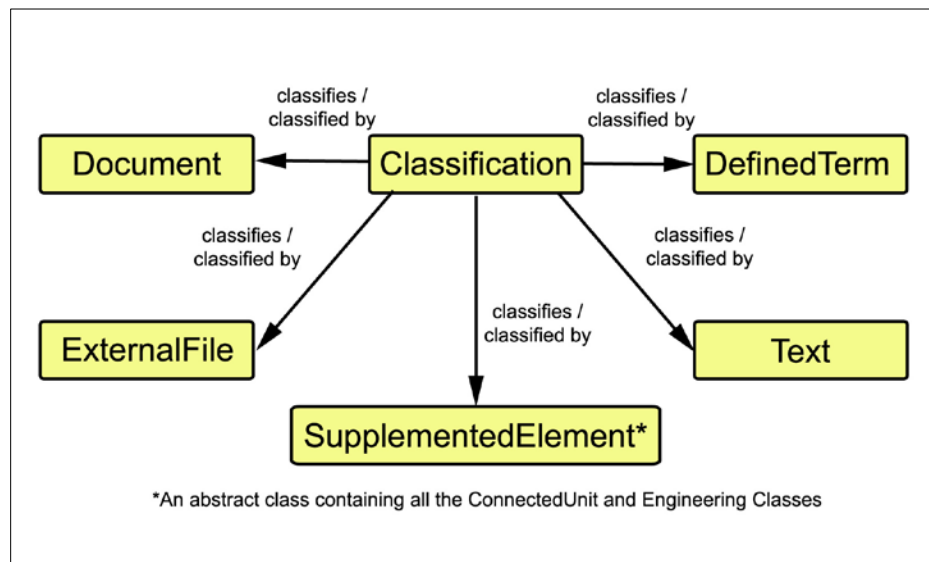 classifies /
classified by
classifies /
classified by
Document
Classification
DefinedTerm
classifies /
classified by
classifies /
classified by
classifies /
classified by
ExternalFile
Text
SupplementedElement*
*An abstract class containing all the ConnectedUnit and Engineering Classes